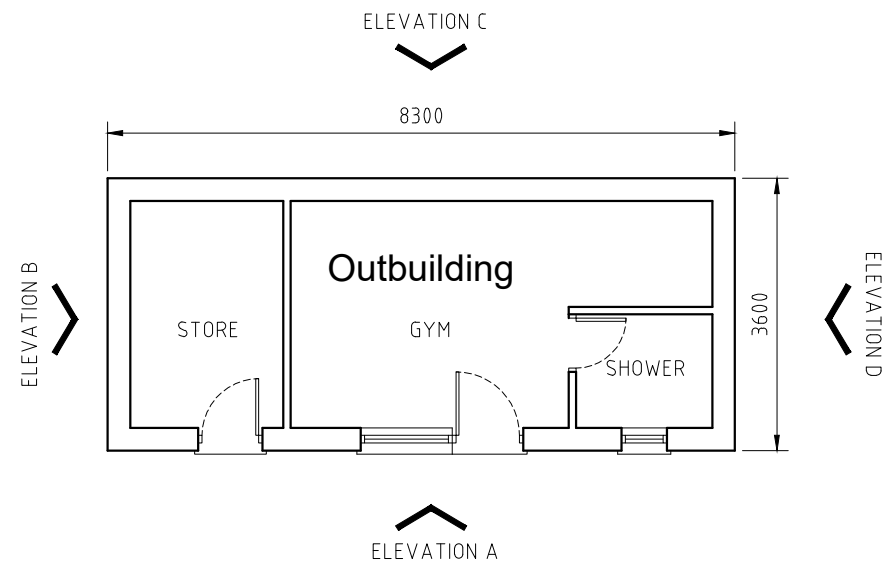 ELEVATION C
8300
ELEVATION B
Outbuilding
STORE
GYM
SHOWER
3600
ELEVATION D
ELEVATION A